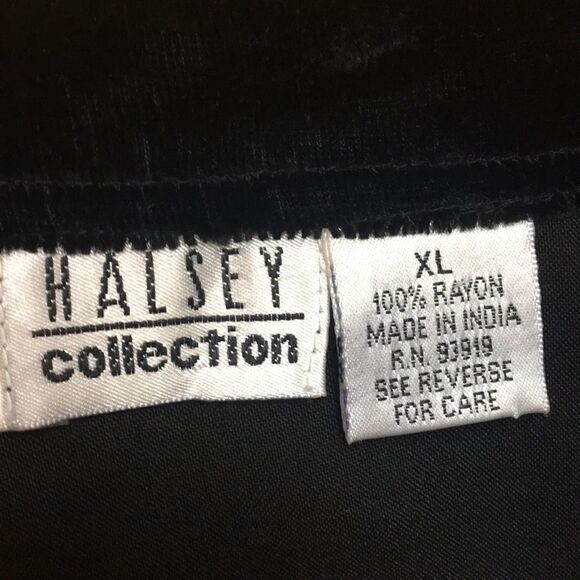 HALSEY
collection
XL
100% RAYON
MADE IN INDIA
R.N. 93919
SEE REVERSE
FOR CARE